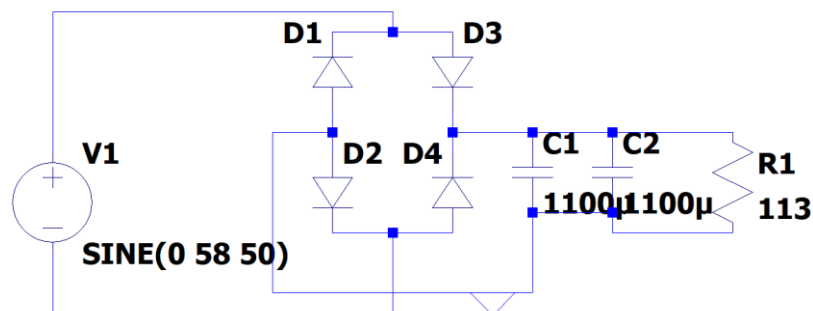 D1
D3
V1
D2
D4
C1
C2
R1
1100µ
1100µ
113
SINE(0 58 50)